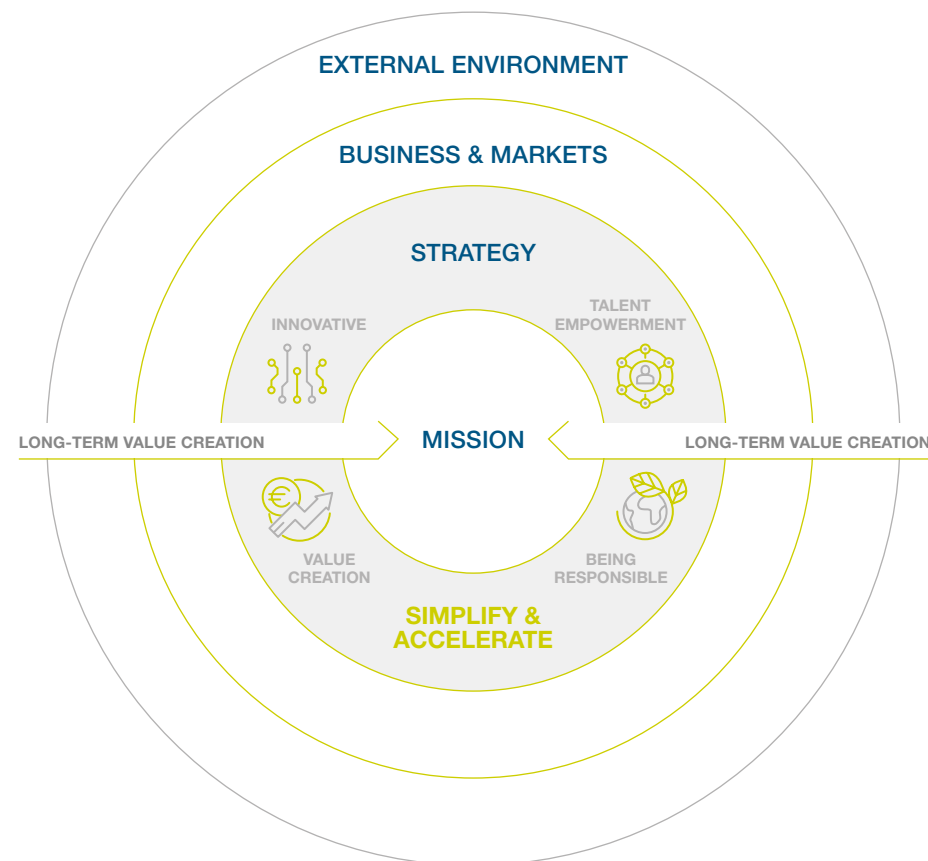 EXTERNAL ENVIRONMENT
BUSINESS & MARKETS
STRATEGY
INNOVATIVE
TALENT
EMPOWERMENT
LONG-TERM VALUE CREATION
MISSION
LONG-TERM VALUE CREATION
€
VALUE
CREATION
BEING
RESPONSIBLE
SIMPLIFY &
ACCELERATE